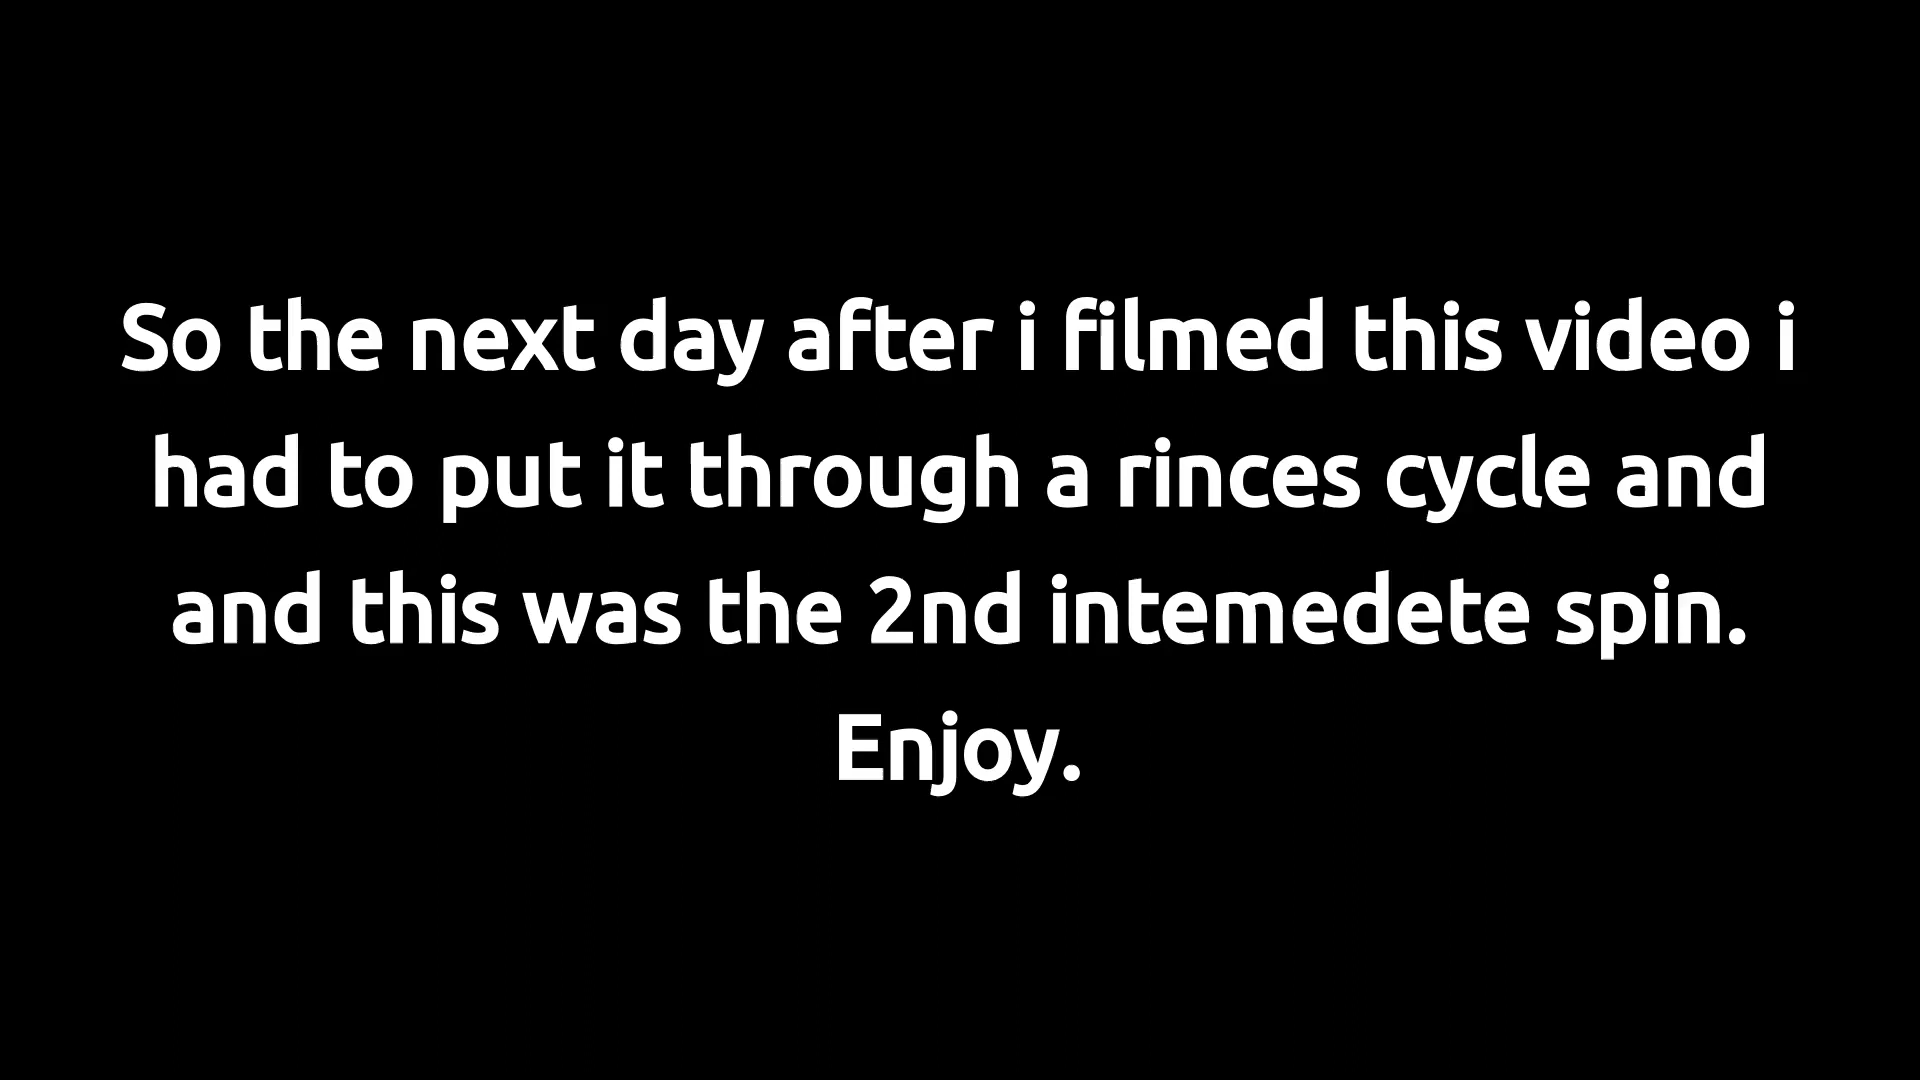 So the next day after i filmed this video i
had to put it through a rinces cycle and
and this was the 2nd intemedete spin.
Enjoy.